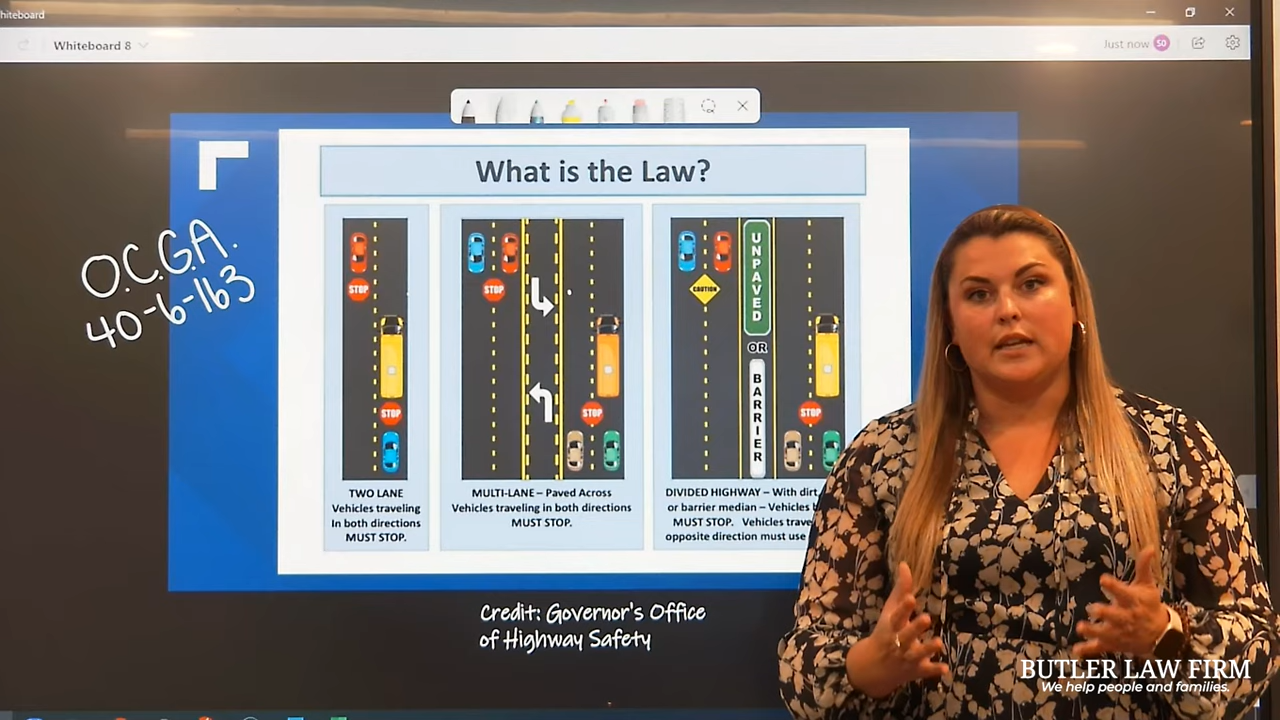 hiteboard
Whiteboard 8
Just now SO
What is the Law?
O.C.G.A.
40-6-163
STOP
STOP
STOP
STOP
CAUTION
UNPAVED
OR
BARRIER
STOP
TWO LANE
Vehicles traveling
In both directions
MUST STOP.
MULTI-LANE – Paved Across
Vehicles traveling in both directions
MUST STOP.
DIVIDED HIGHWAY – With dirt,
or barrier median – Vehicles
MUST STOP. Vehicles trave
opposite direction must use
Credit: Governor's Office
of Highway Safety
BUTLER LAW FIRM
We help people and families.